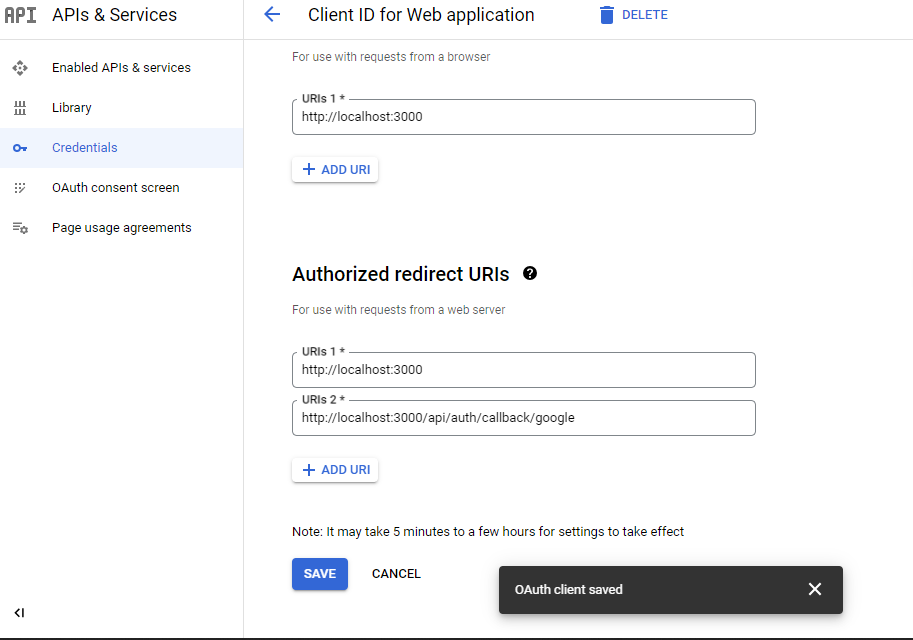 API APIs & Services
Client ID for Web application
DELETE
Enabled APIs & services
Library
Credentials
OAuth consent screen
Page usage agreements
For use with requests from a browser
URIs 1 *
http://localhost:3000
+ ADD URI
Authorized redirect URIs
For use with requests from a web server
URIs 1 *
http://localhost:3000
URIs 2 *
http://localhost:3000/api/auth/callback/google
+ ADD URI
Note: It may take 5 minutes to a few hours for settings to take effect
SAVE
CANCEL
OAuth client saved